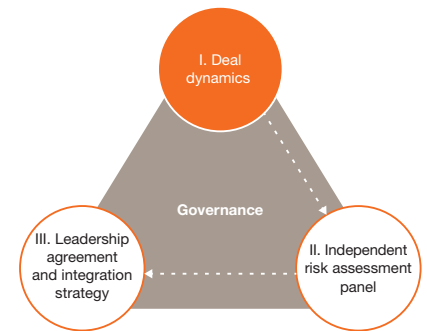 I. Deal
dynamics
Governance
III. Leadership
agreement
and integration
strategy
II. Independent
risk assessment
panel